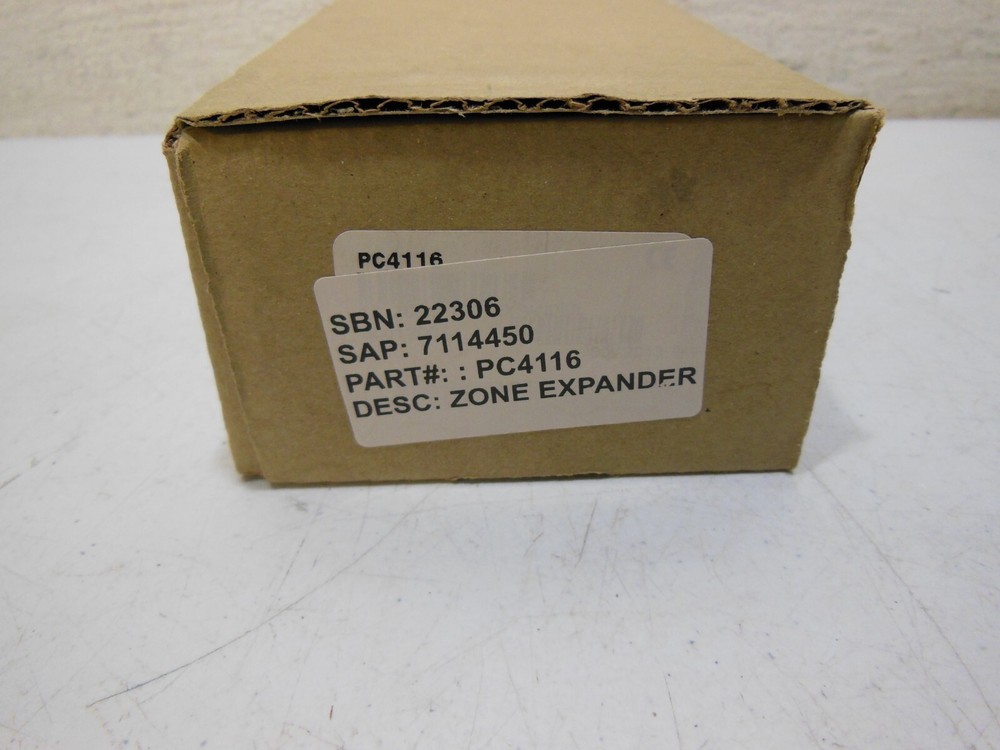 PC4116
SBN: 22306
SAP: 7114450
PART#: : PC4116
DESC: ZONE EXPANDER